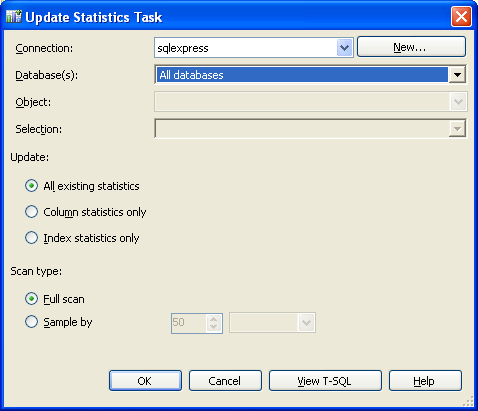 Update Statistics Task
Connection: sqlexpress New...
Database(s): All databases
Object:
Selection:
Update:
All existing statistics
Column statistics only
Index statistics only
Scan type:
Full scan
Sample by 50
OK Cancel View T-SQL Help